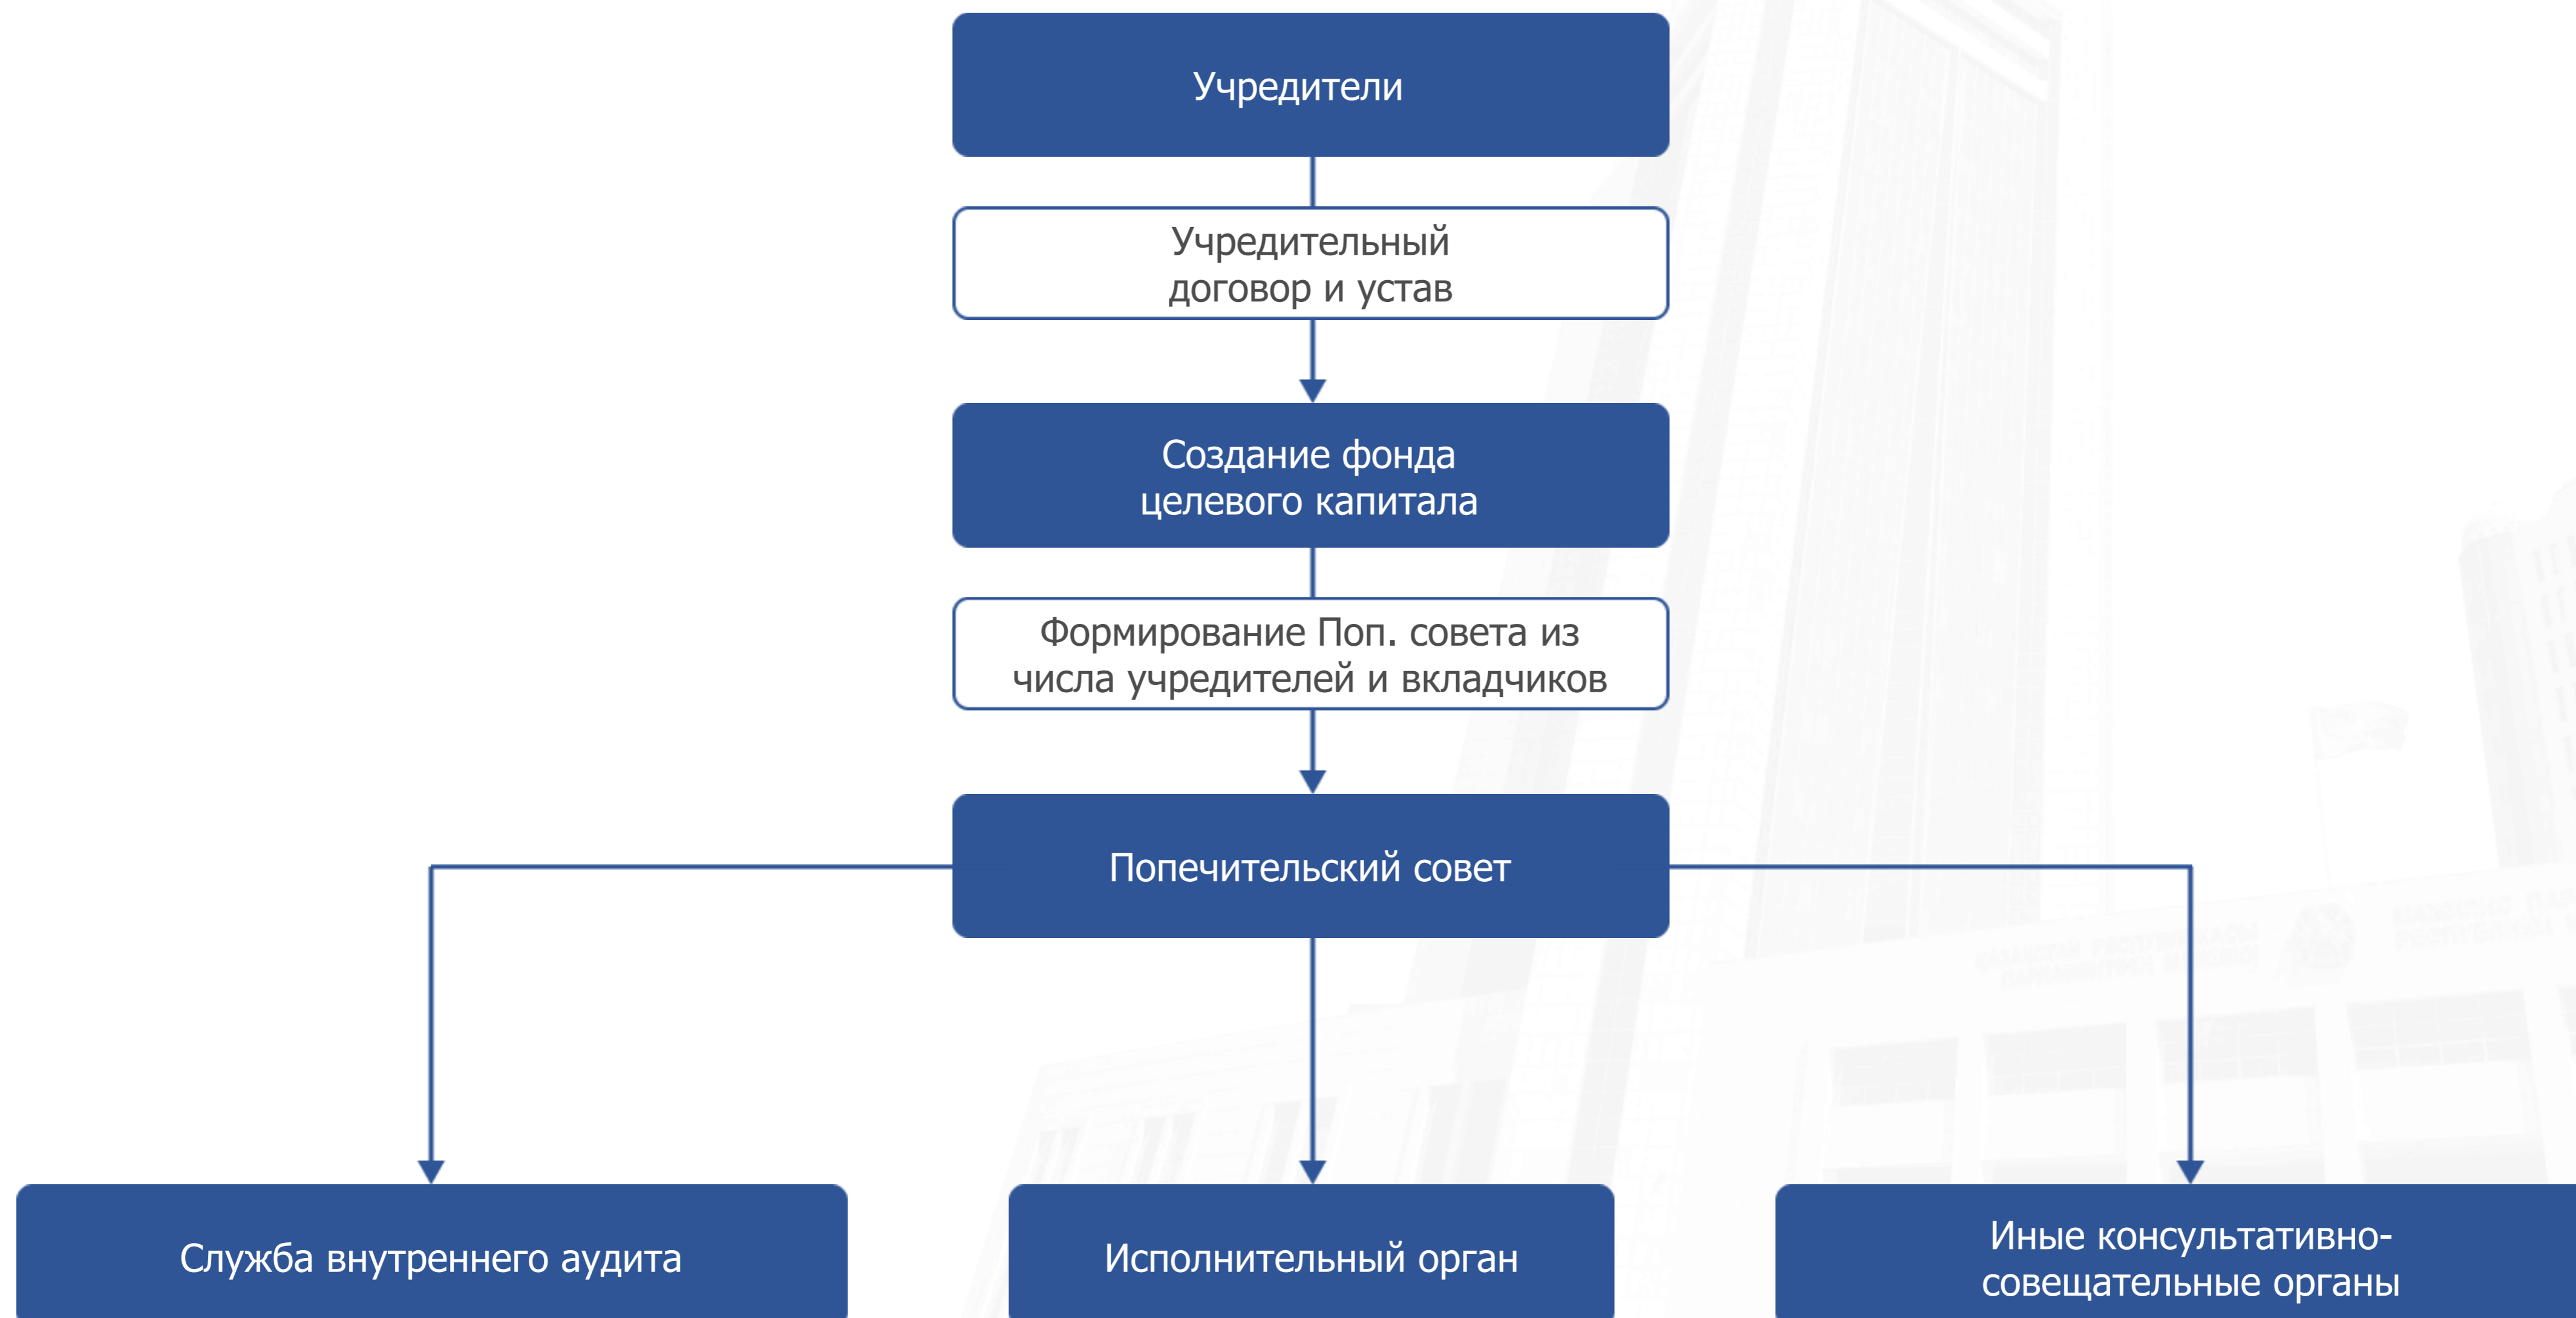 Учредители
Учредительный
договор и устав
Создание фонда
целевого капитала
Формирование Поп. совета из
числа учредителей и вкладчиков
Попечительский совет
Служба внутреннего аудита
Исполнительный орган
Иные консультативно-
совещательные органы